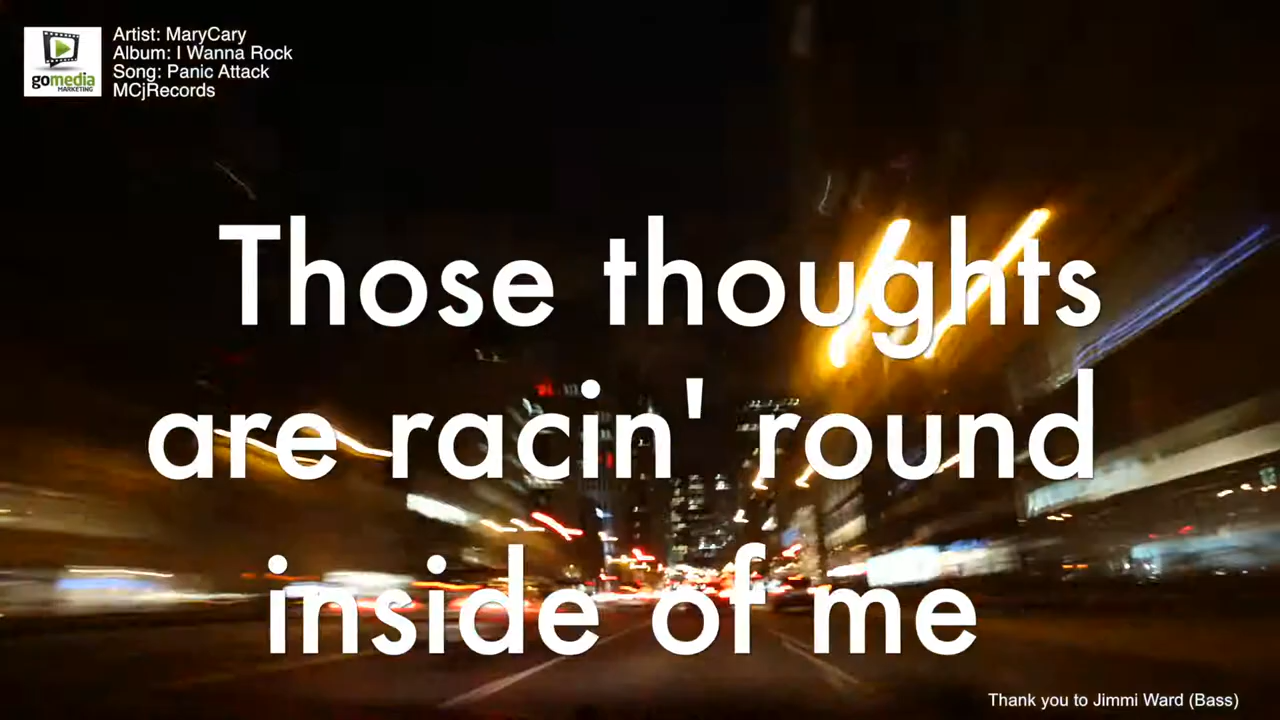 gomedia
MARKETING
Artist: MaryCary
Album: I Wanna Rock
Song: Panic Attack
MCjRecords
Those thoughts
are racin' round
inside of me
Thank you to Jimmi Ward (Bass)